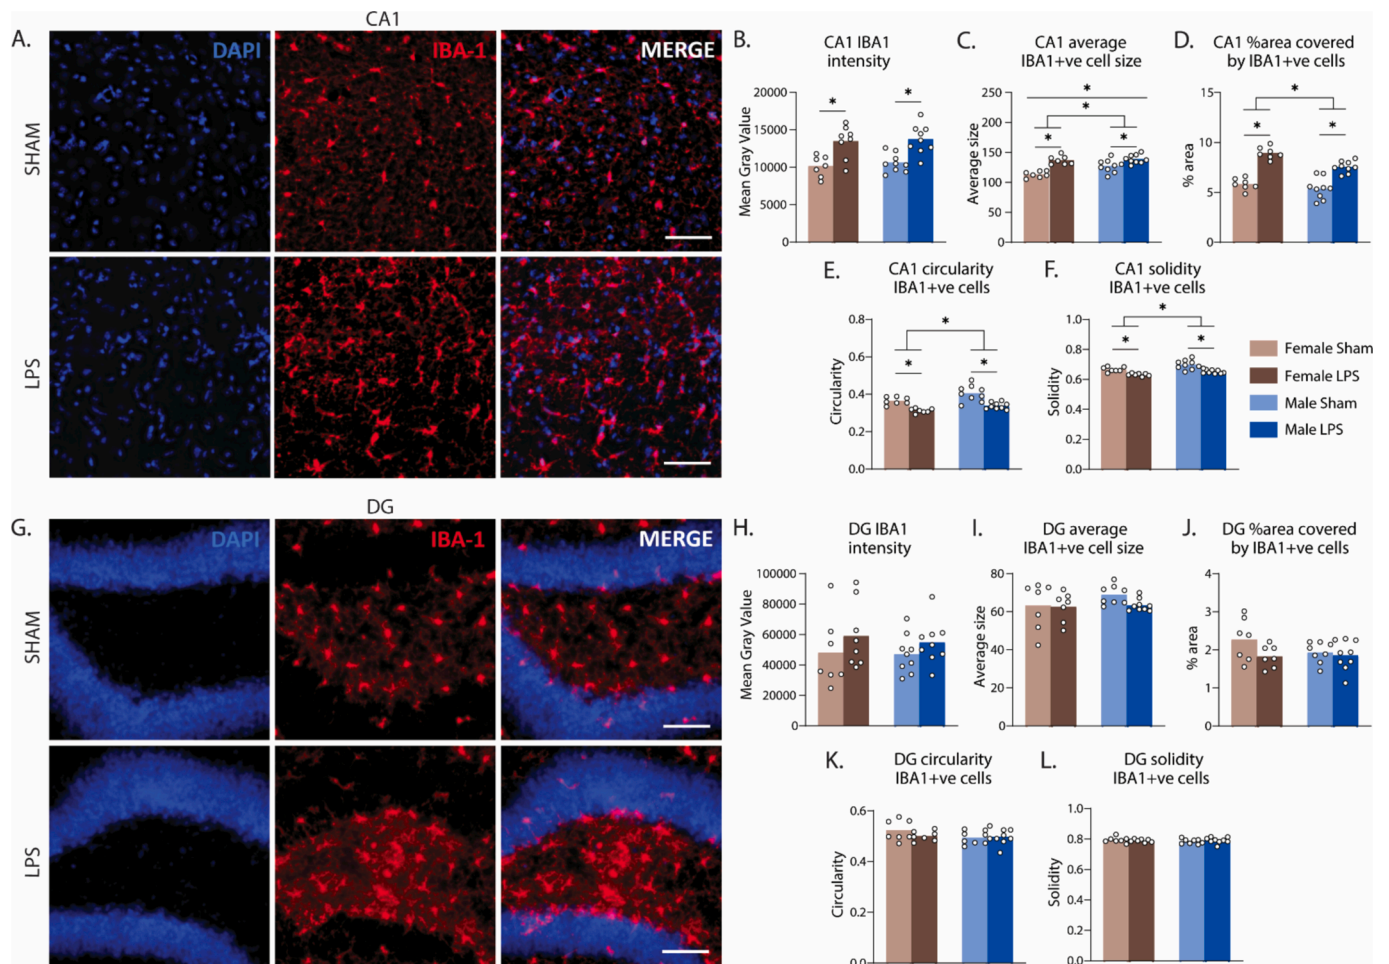 CA1
A.
DAPI
IBA-1
MERGE
SHAM
LPS
B.
CA1 IBA1
intensity
Mean Gray Value
20000
15000
10000
5000
0
*
*
C.
CA1 average
IBA1+ve cell size
Average size
250
200
150
100
50
0
*
*
*
*
D.
CA1 %area covered
by IBA1+ve cells
% area
15
10
5
0
*
*
*
E.
CA1 circularity
IBA1+ve cells
Circularity
0.8
0.6
0.4
0.2
0.0
*
*
*
F.
CA1 solidity
IBA1+ve cells
Solidity
1.0
0.8
0.6
0.4
0.2
0.0
*
*
*
Female Sham
Female LPS
Male Sham
Male LPS
DG
G.
DAPI
IBA-1
MERGE
SHAM
LPS
H.
DG IBA1
intensity
Mean Gray Value
100000
80000
60000
40000
20000
0
I.
DG average
IBA1+ve cell size
Average size
80
60
40
20
0
J.
DG %area covered
by IBA1+ve cells
% area
4
3
2
1
0
K.
DG circularity
IBA1+ve cells
Circularity
0.6
0.4
0.2
0.0
L.
DG solidity
IBA1+ve cells
Solidity
1.0
0.8
0.6
0.4
0.2
0.0